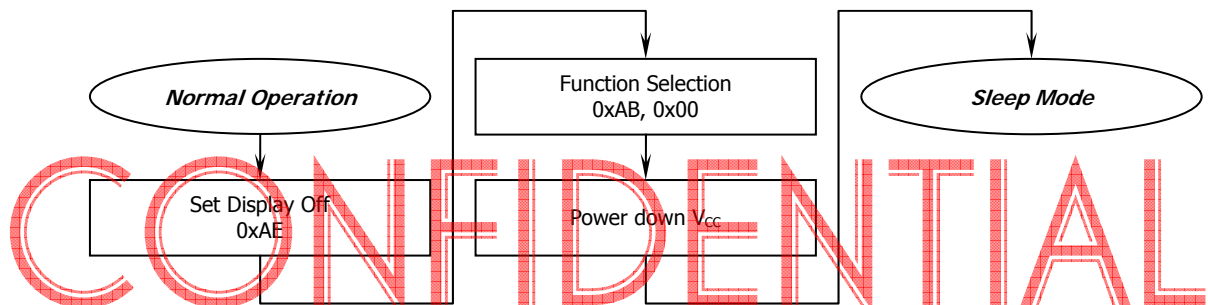 Normal Operation
Set Display Off
0xAE
Function Selection
0xAB, 0x00
Power down VCC
Sleep Mode
CONFIDENTIAL